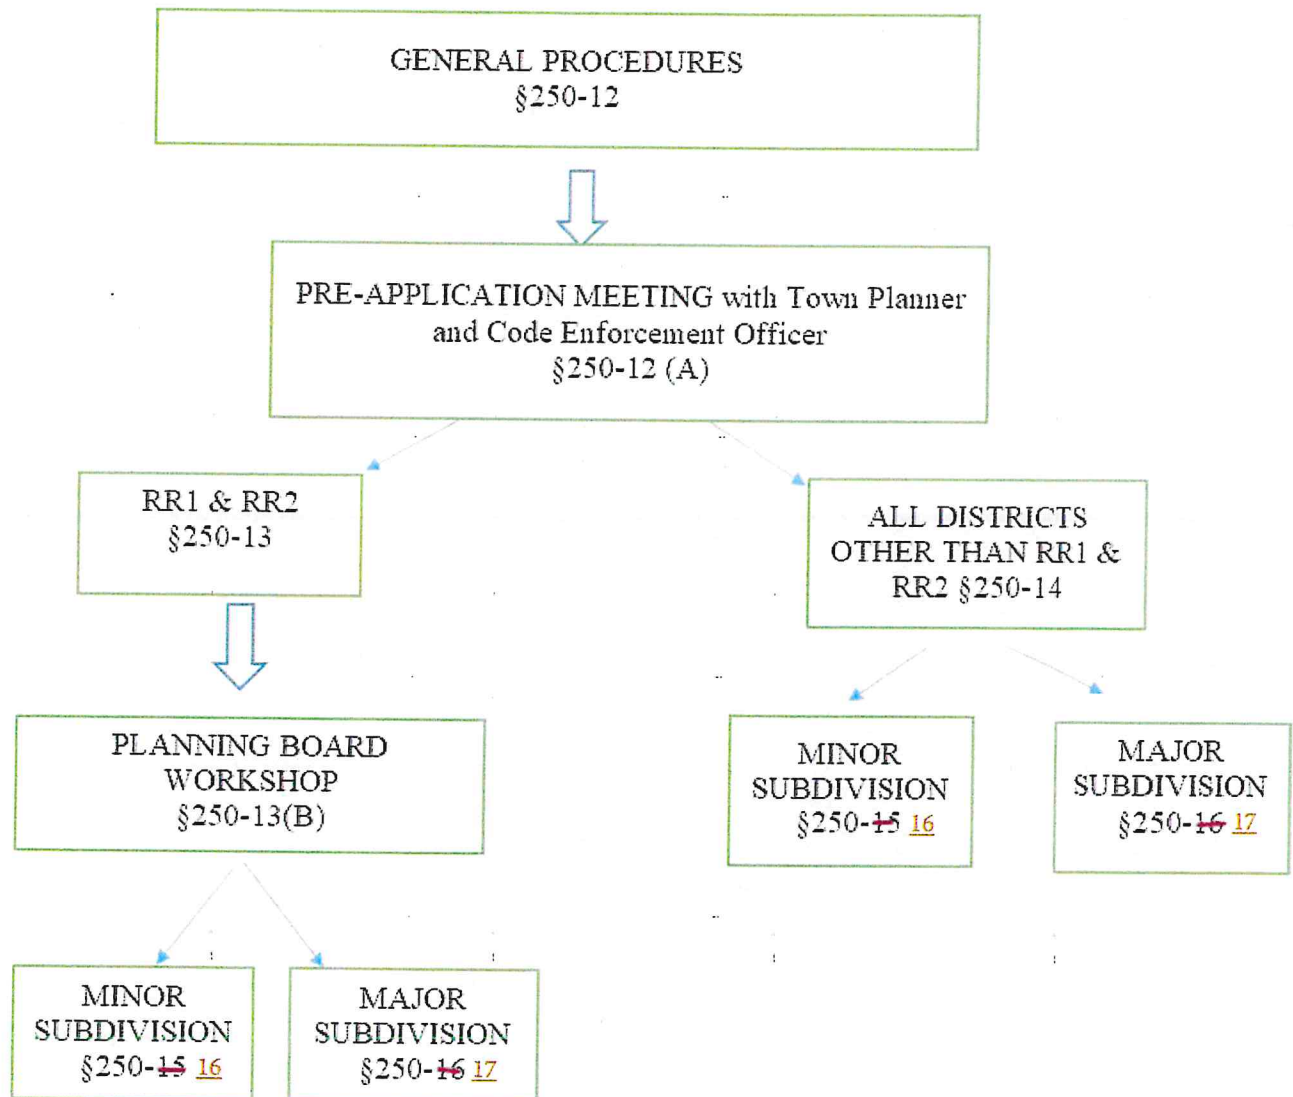 GENERAL PROCEDURES
§250-12
PRE-APPLICATION MEETING with Town Planner
and Code Enforcement Officer
§250-12 (A)
RR1 & RR2
§250-13
ALL DISTRICTS
OTHER THAN RR1 &
RR2 §250-14
PLANNING BOARD
WORKSHOP
§250-13(B)
MINOR
SUBDIVISION
§250-15 16
MAJOR
SUBDIVISION
§250-16 17
MINOR
SUBDIVISION
§250-15 16
MAJOR
SUBDIVISION
§250-16 17